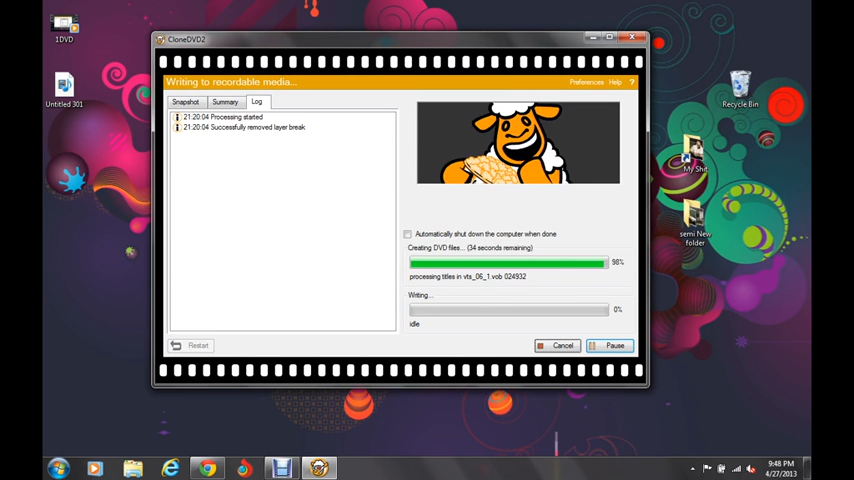 1DVD
Untitled 301
CloneDVD2
Writing to recordable media...
Preferences Help ?
Snapshot Summary Log
21:20:04 Processing started
21:20:04 Successfully removed layer break
Automatically shut down the computer when done
Creating DVD files... (34 seconds remaining)
98%
processing titles in vts_06_1.vob 024932
Writing...
0%
idle
Restart
Cancel Pause
Recycle Bin
My Shit
semi New
folder
9:48 PM
4/27/2013